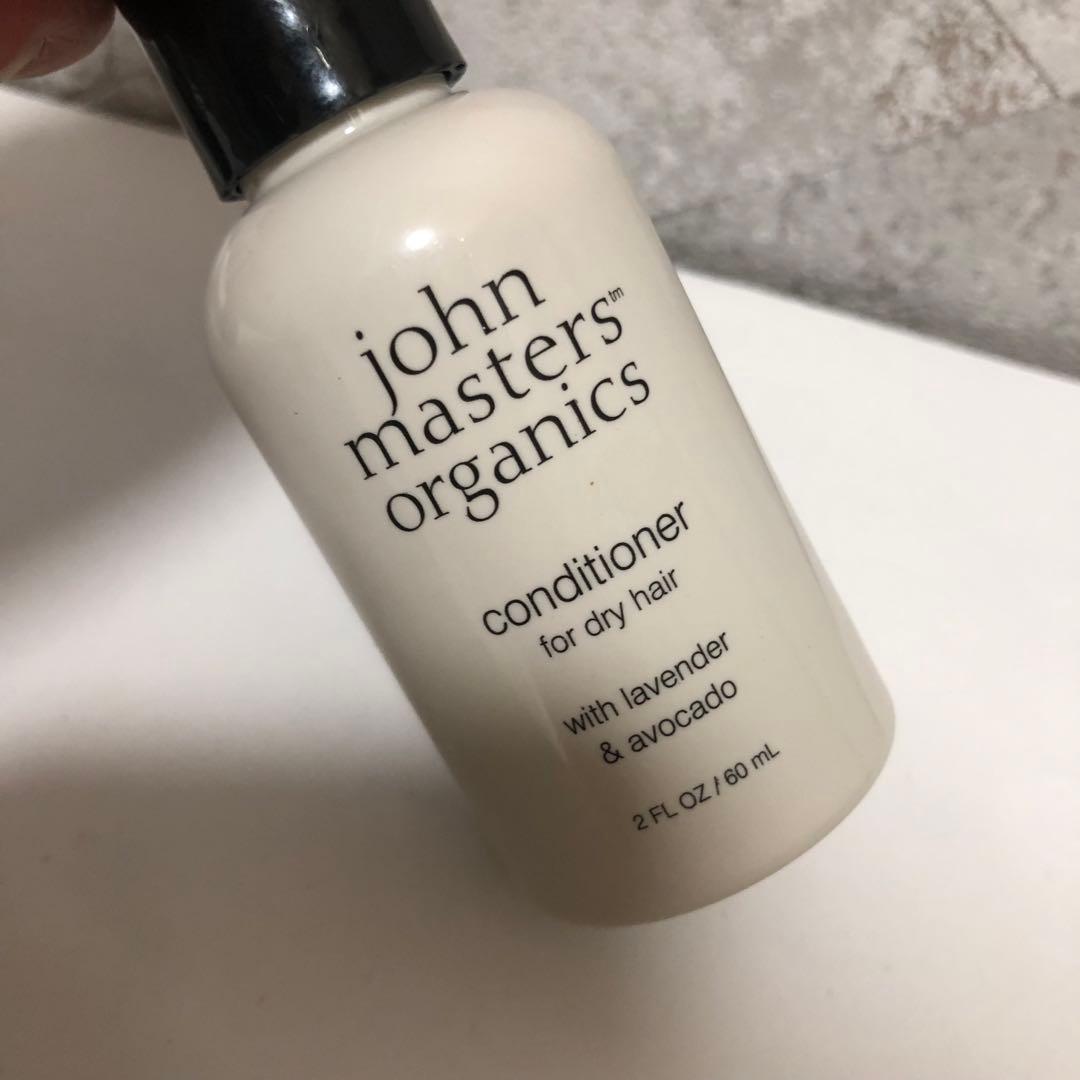 john
masters™
organics
conditioner
for dry hair
with lavender
& avocado
2 FL OZ / 60 mL